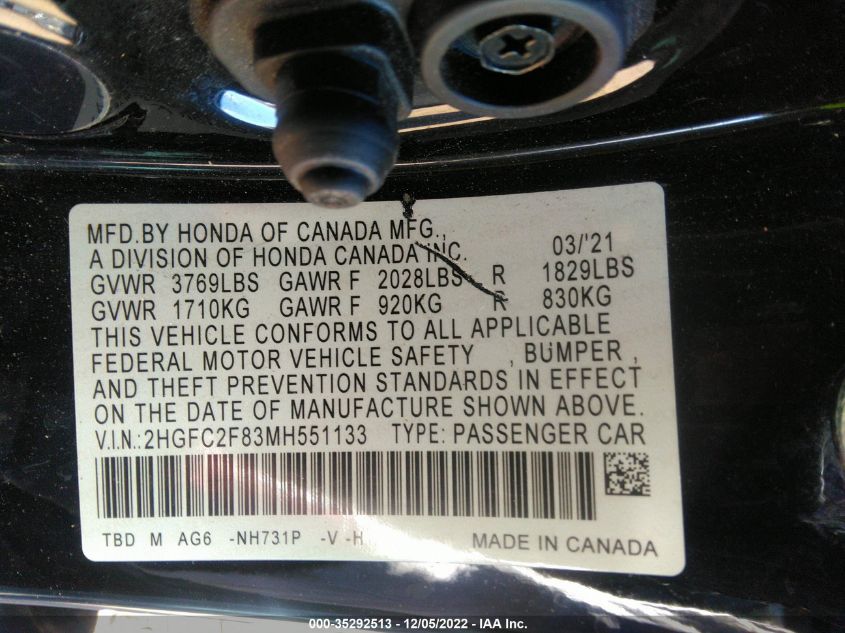 MFD.BY HONDA OF CANADA MFG.,
A DIVISION OF HONDA CANADA INC. 03/'21
GVWR 3769LBS GAWR F 2028LBS R 1829LBS
GVWR 1710KG GAWR F 920KG R 830KG
THIS VEHICLE CONFORMS TO ALL APPLICABLE
FEDERAL MOTOR VEHICLE SAFETY , BUMPER ,
AND THEFT PREVENTION STANDARDS IN EFFECT
ON THE DATE OF MANUFACTURE SHOWN ABOVE.
V.I.N.:2HGFC2F83MH551133 TYPE: PASSENGER CAR
TBD M AG6 -NH731P -V -H MADE IN CANADA
000-35292513 - 12/05/2022 - IAA Inc.